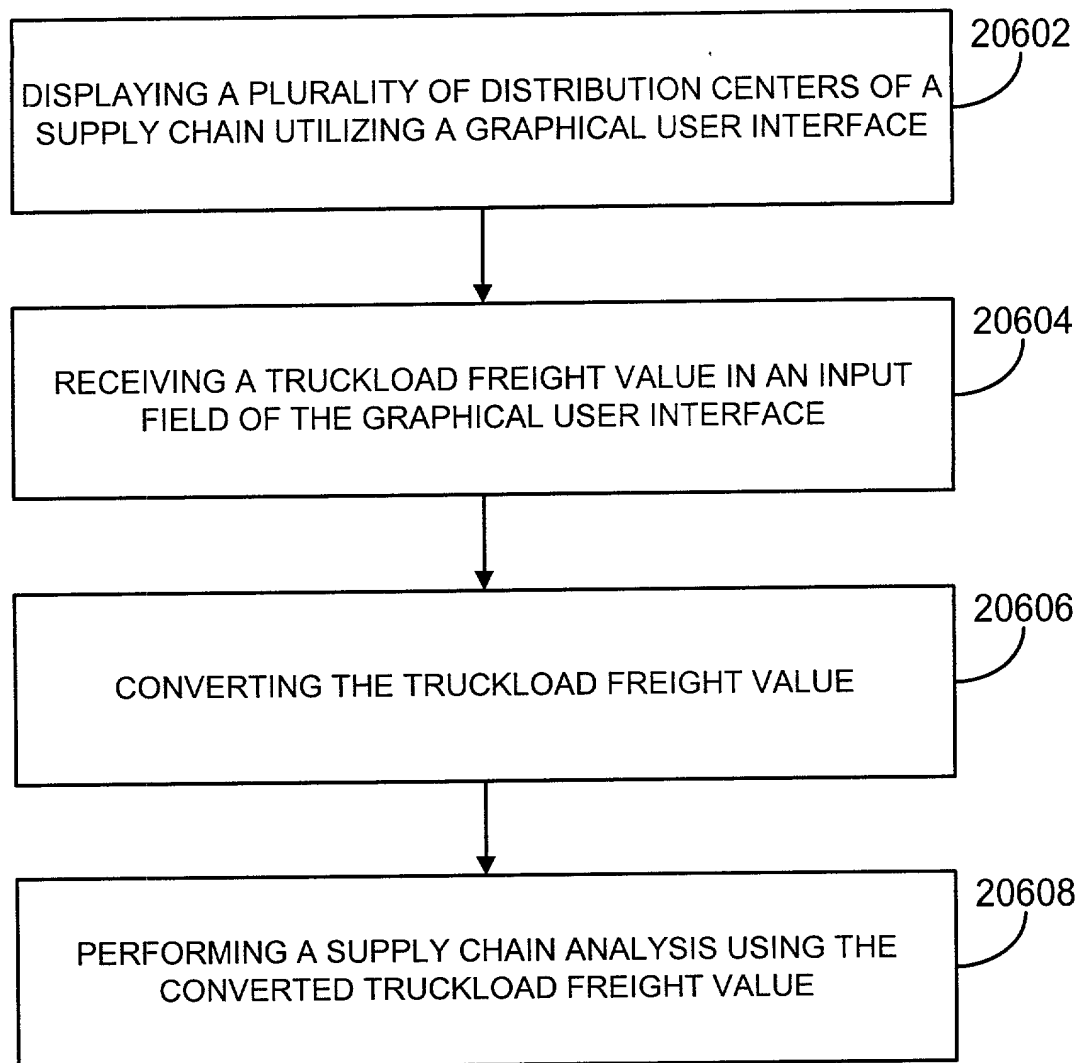 20602
DISPLAYING A PLURALITY OF DISTRIBUTION CENTERS OF A
SUPPLY CHAIN UTILIZING A GRAPHICAL USER INTERFACE
20604
RECEIVING A TRUCKLOAD FREIGHT VALUE IN AN INPUT
FIELD OF THE GRAPHICAL USER INTERFACE
20606
CONVERTING THE TRUCKLOAD FREIGHT VALUE
20608
PERFORMING A SUPPLY CHAIN ANALYSIS USING THE
CONVERTED TRUCKLOAD FREIGHT VALUE